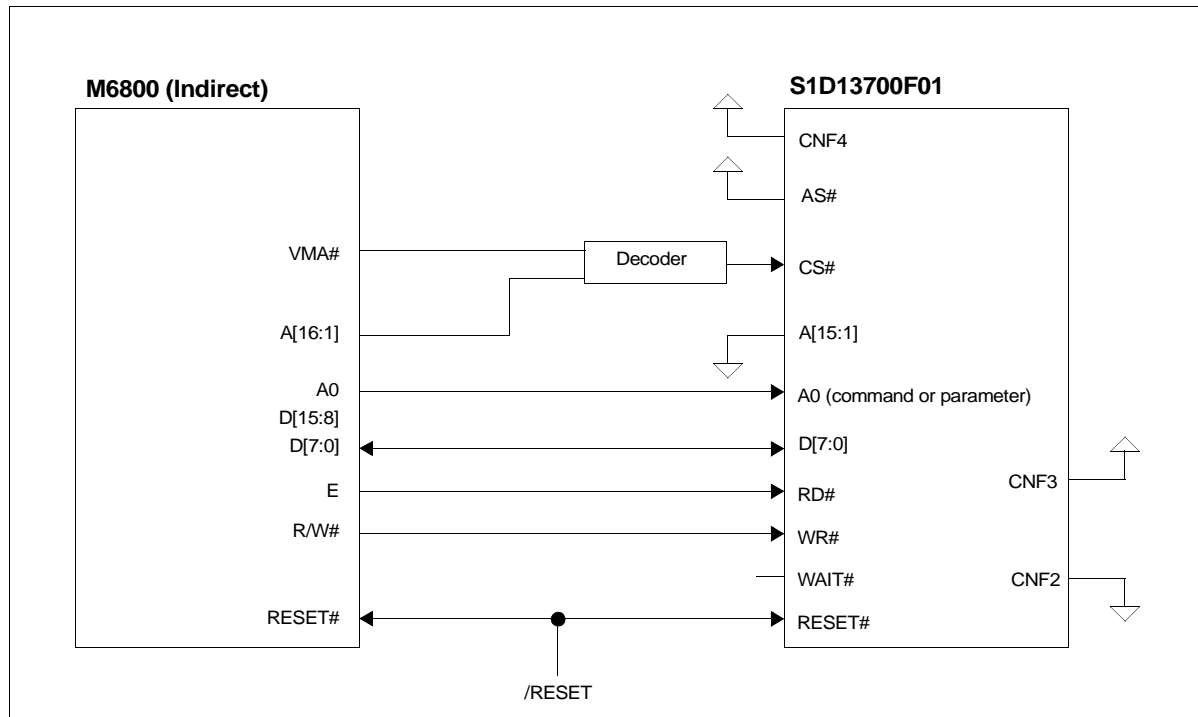 M6800 (Indirect)
S1D13700F01
CNF4
AS#
VMA#
Decoder
CS#
A[16:1]
A[15:1]
A0
A0 (command or parameter)
D[15:8]
D[7:0]
D[7:0]
CNF3
E
RD#
R/W#
WR#
WAIT#
CNF2
RESET#
RESET#
/RESET